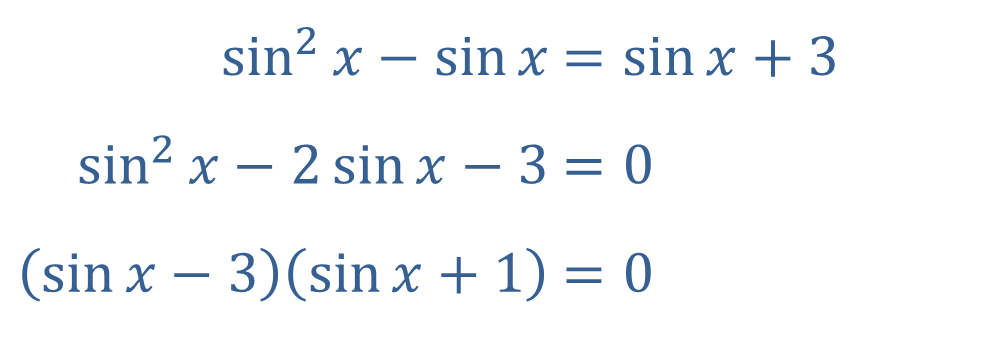 sin² x − sin x = sin x + 3
sin² x − 2 sin x − 3 = 0
(sin x − 3)(sin x + 1) = 0